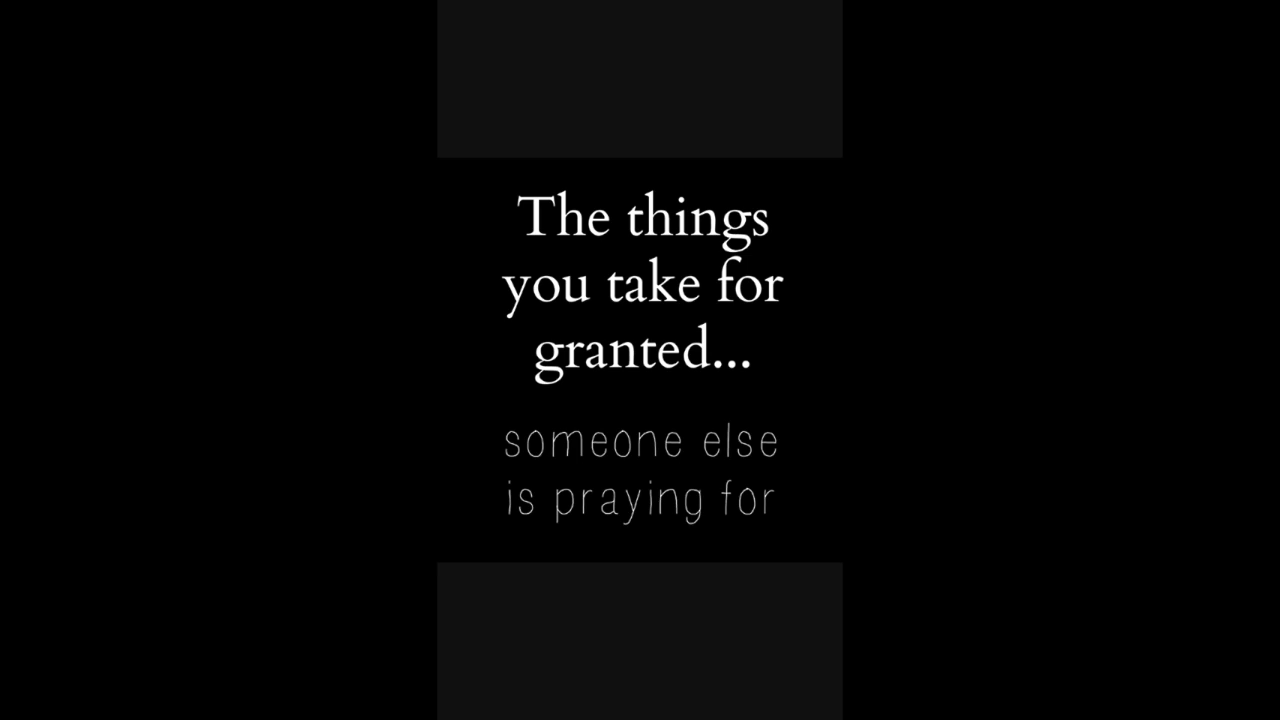 The things
you take for
granted...
someone else
is praying for